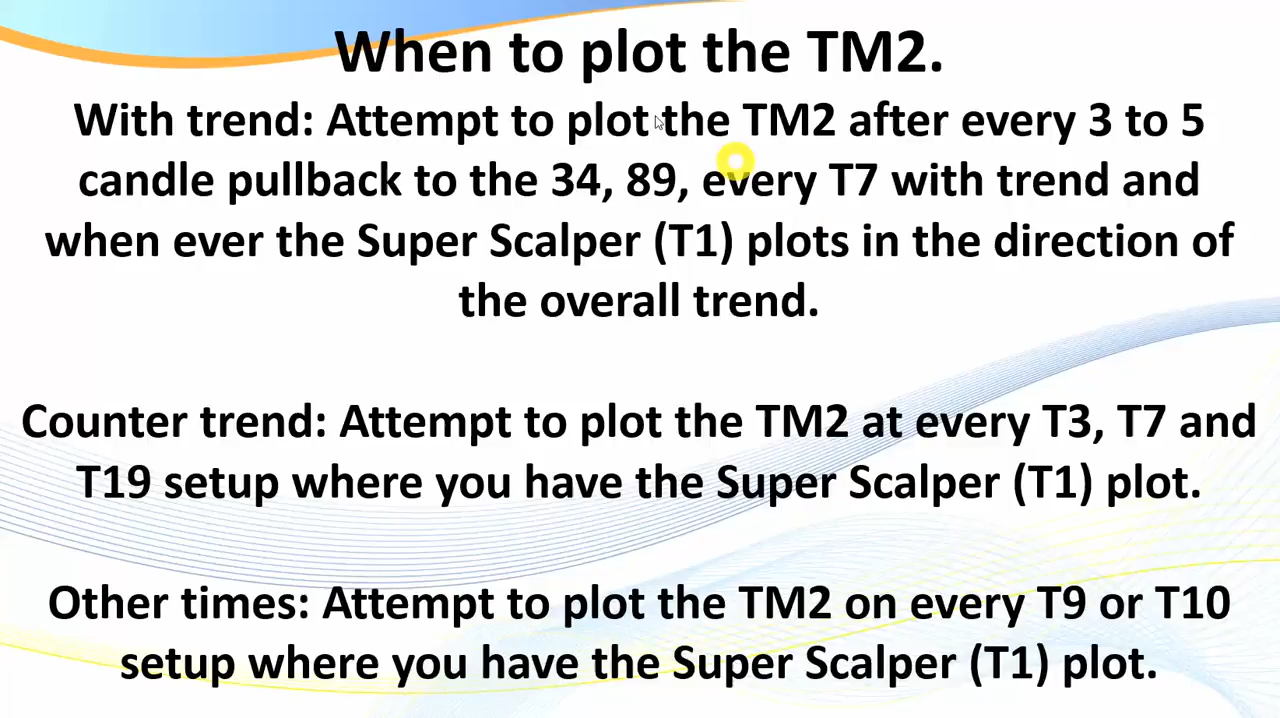 When to plot the TM2.
With trend: Attempt to plot the TM2 after every 3 to 5
candle pullback to the 34, 89, every T7 with trend and
when ever the Super Scalper (T1) plots in the direction of
the overall trend.
Counter trend: Attempt to plot the TM2 at every T3, T7 and
T19 setup where you have the Super Scalper (T1) plot.
Other times: Attempt to plot the TM2 on every T9 or T10
setup where you have the Super Scalper (T1) plot.